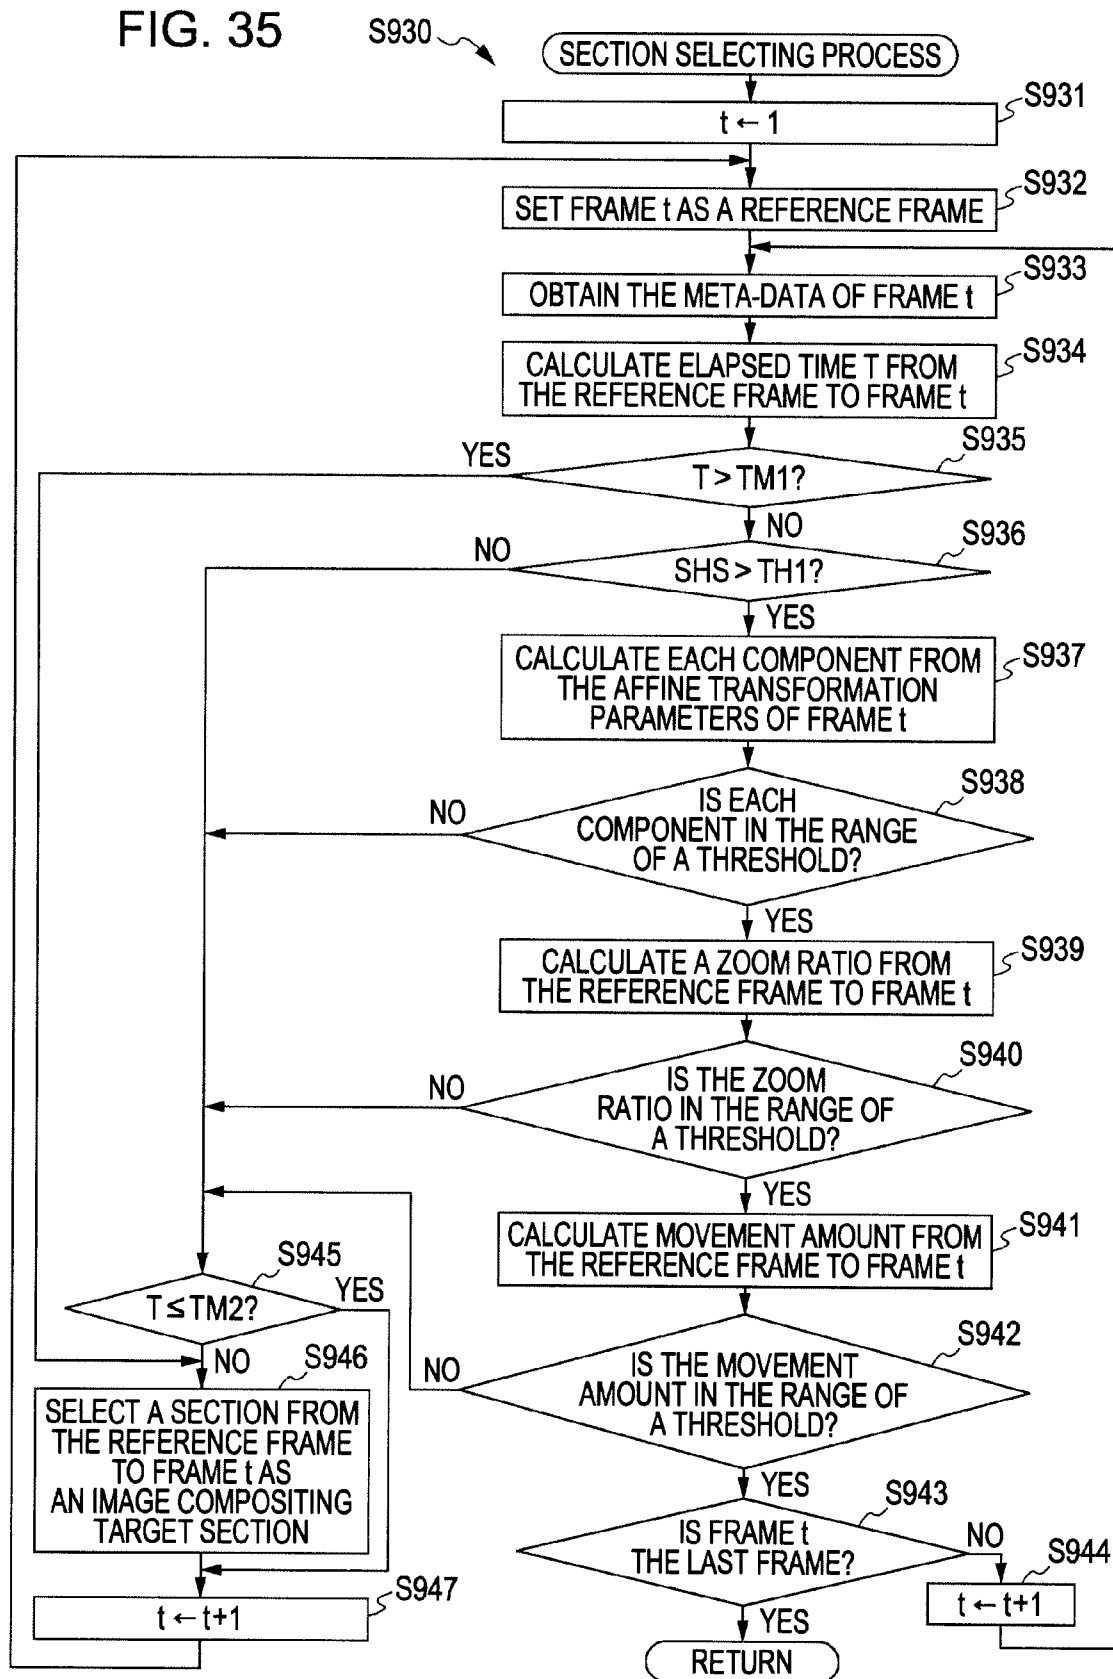 FIG. 35
S930
SECTION SELECTING PROCESS
S931
t ← 1
S932
SET FRAME t AS A REFERENCE FRAME
S933
OBTAIN THE META-DATA OF FRAME t
S934
CALCULATE ELAPSED TIME T FROM
THE REFERENCE FRAME TO FRAME t
S935
YES
T > TM1?
NO
S936
NO
SHS > TH1?
YES
S937
CALCULATE EACH COMPONENT FROM
THE AFFINE TRANSFORMATION
PARAMETERS OF FRAME t
S938
NO
IS EACH
COMPONENT IN THE RANGE
OF A THRESHOLD?
YES
S939
CALCULATE A ZOOM RATIO FROM
THE REFERENCE FRAME TO FRAME t
S940
NO
IS THE ZOOM
RATIO IN THE RANGE OF
A THRESHOLD?
YES
S941
CALCULATE MOVEMENT AMOUNT FROM
THE REFERENCE FRAME TO FRAME t
S942
NO
IS THE MOVEMENT
AMOUNT IN THE RANGE OF
A THRESHOLD?
YES
S943
IS FRAME t
THE LAST FRAME?
NO
S944
t ← t+1
YES
RETURN
S945
T ≤ TM2?
YES
NO
S946
SELECT A SECTION FROM
THE REFERENCE FRAME
TO FRAME t AS
AN IMAGE COMPOSITING
TARGET SECTION
S947
t ← t+1